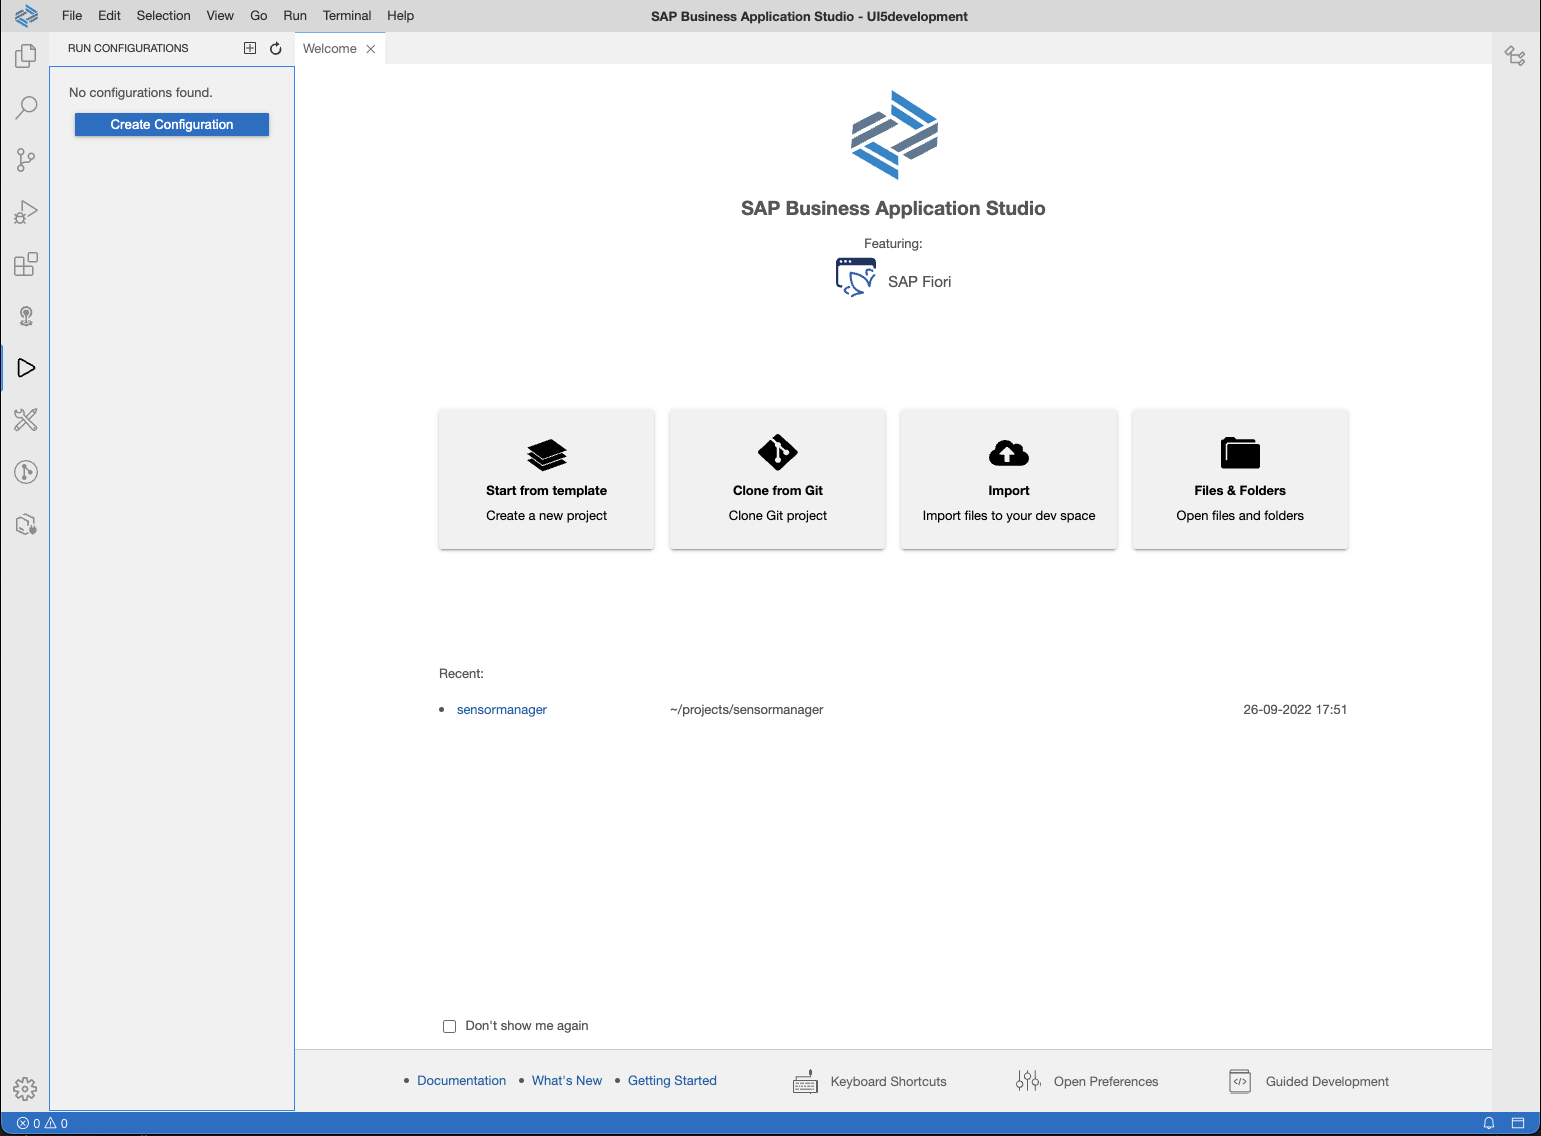 File Edit Selection View Go Run Terminal Help
SAP Business Application Studio - UI5development
RUN CONFIGURATIONS
Welcome
No configurations found.
Create Configuration
SAP Business Application Studio
Featuring:
SAP Fiori
Start from template
Create a new project
Clone from Git
Clone Git project
Import
Import files to your dev space
Files & Folders
Open files and folders
Recent:
• sensormanager ~/projects/sensormanager 26-09-2022 17:51
Don't show me again
• Documentation • What's New • Getting Started Keyboard Shortcuts Open Preferences </> Guided Development
0 0